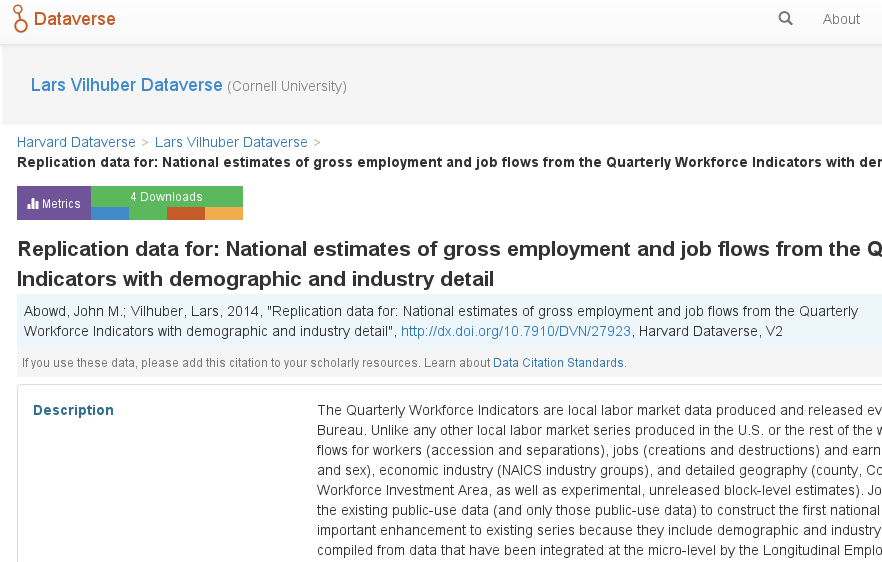 Dataverse
About
Lars Vilhuber Dataverse (Cornell University)
Harvard Dataverse > Lars Vilhuber Dataverse >
Replication data for: National estimates of gross employment and job flows from the Quarterly Workforce Indicators with
Metrics
4 Downloads
Replication data for: National estimates of gross employment and job flows from the
Indicators with demographic and industry detail
Abowd, John M.; Vilhuber, Lars, 2014, "Replication data for: National estimates of gross employment and job flows from the Quarterly
Workforce Indicators with demographic and industry detail", http://dx.doi.org/10.7910/DVN/27923, Harvard Dataverse, V2
If you use these data, please add this citation to your scholarly resources. Learn about Data Citation Standards.
Description
The Quarterly Workforce Indicators are local labor market data produced and released
Bureau. Unlike any other local labor market series produced in the U.S. or the rest of the
flows for workers (accession and separations), jobs (creations and destructions) and
and sex), economic industry (NAICS industry groups), and detailed geography (county,
Workforce Investment Area, as well as experimental, unreleased block-level estimates).
the existing public-use data (and only those public-use data) to construct the first national
important enhancement to existing series because they include demographic and industry
compiled from data that have been integrated at the micro-level by the Longitudinal